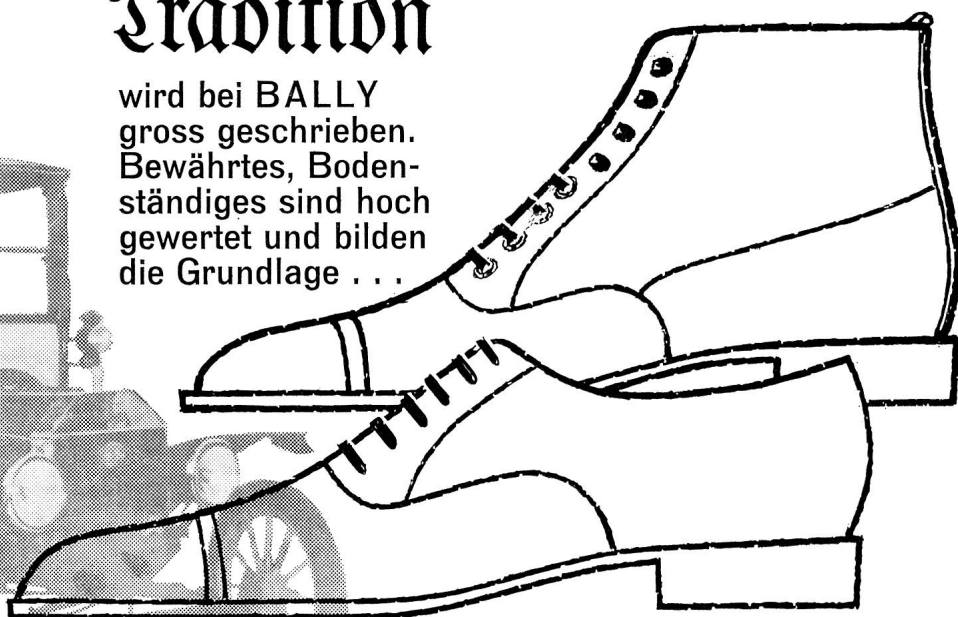 Tradition
wird bei BALLY
gross geschrieben.
Bewährtes, Boden-
ständiges sind hoch
gewertet und bilden
die Grundlage . . .